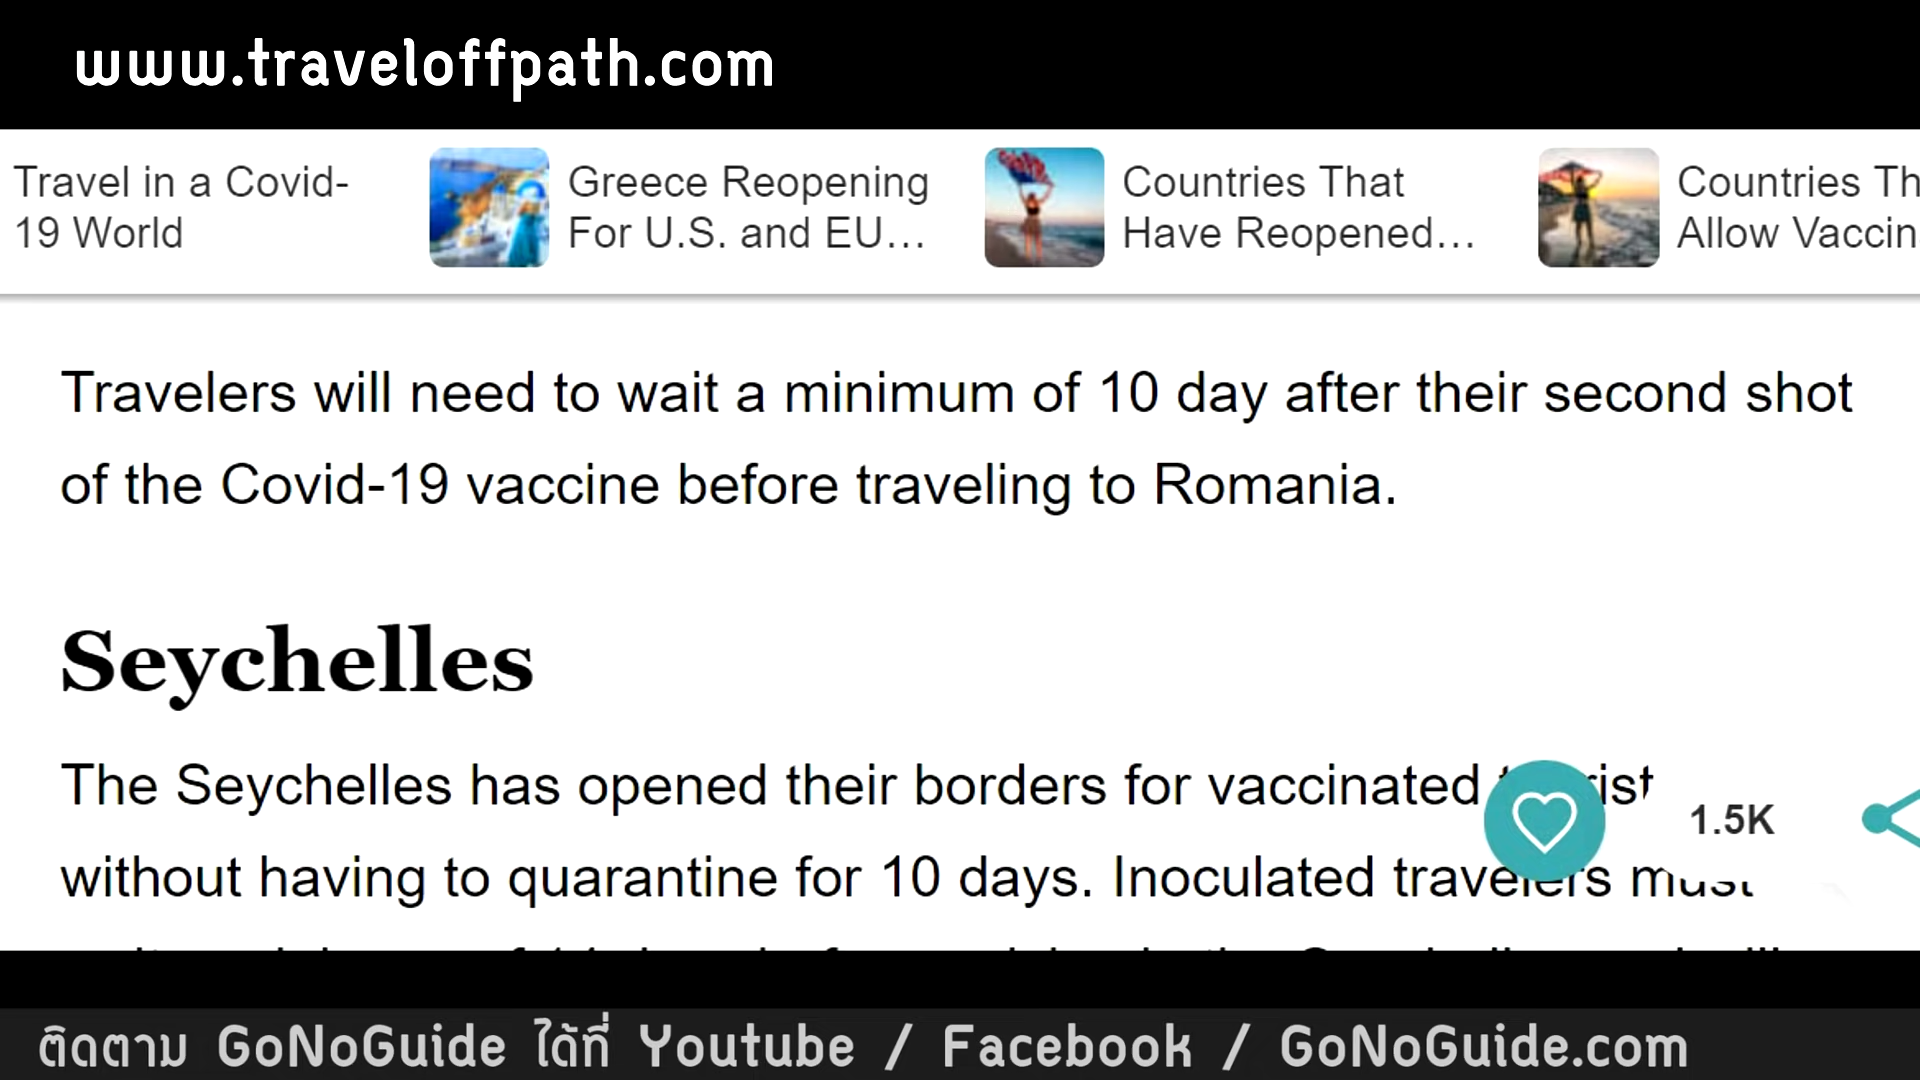 www.traveloffpath.com
Travel in a Covid-
19 World
Greece Reopening
For U.S. and EU...
Countries That
Have Reopened...
Countries Th
Allow Vaccin
Travelers will need to wait a minimum of 10 day after their second shot
of the Covid-19 vaccine before traveling to Romania.
Seychelles
The Seychelles has opened their borders for vaccinated
without having to quarantine for 10 days. Inoculated travelers must
1.5K
ติดตาม GoNoGuide ได้ที่ Youtube / Facebook / GoNoGuide.com